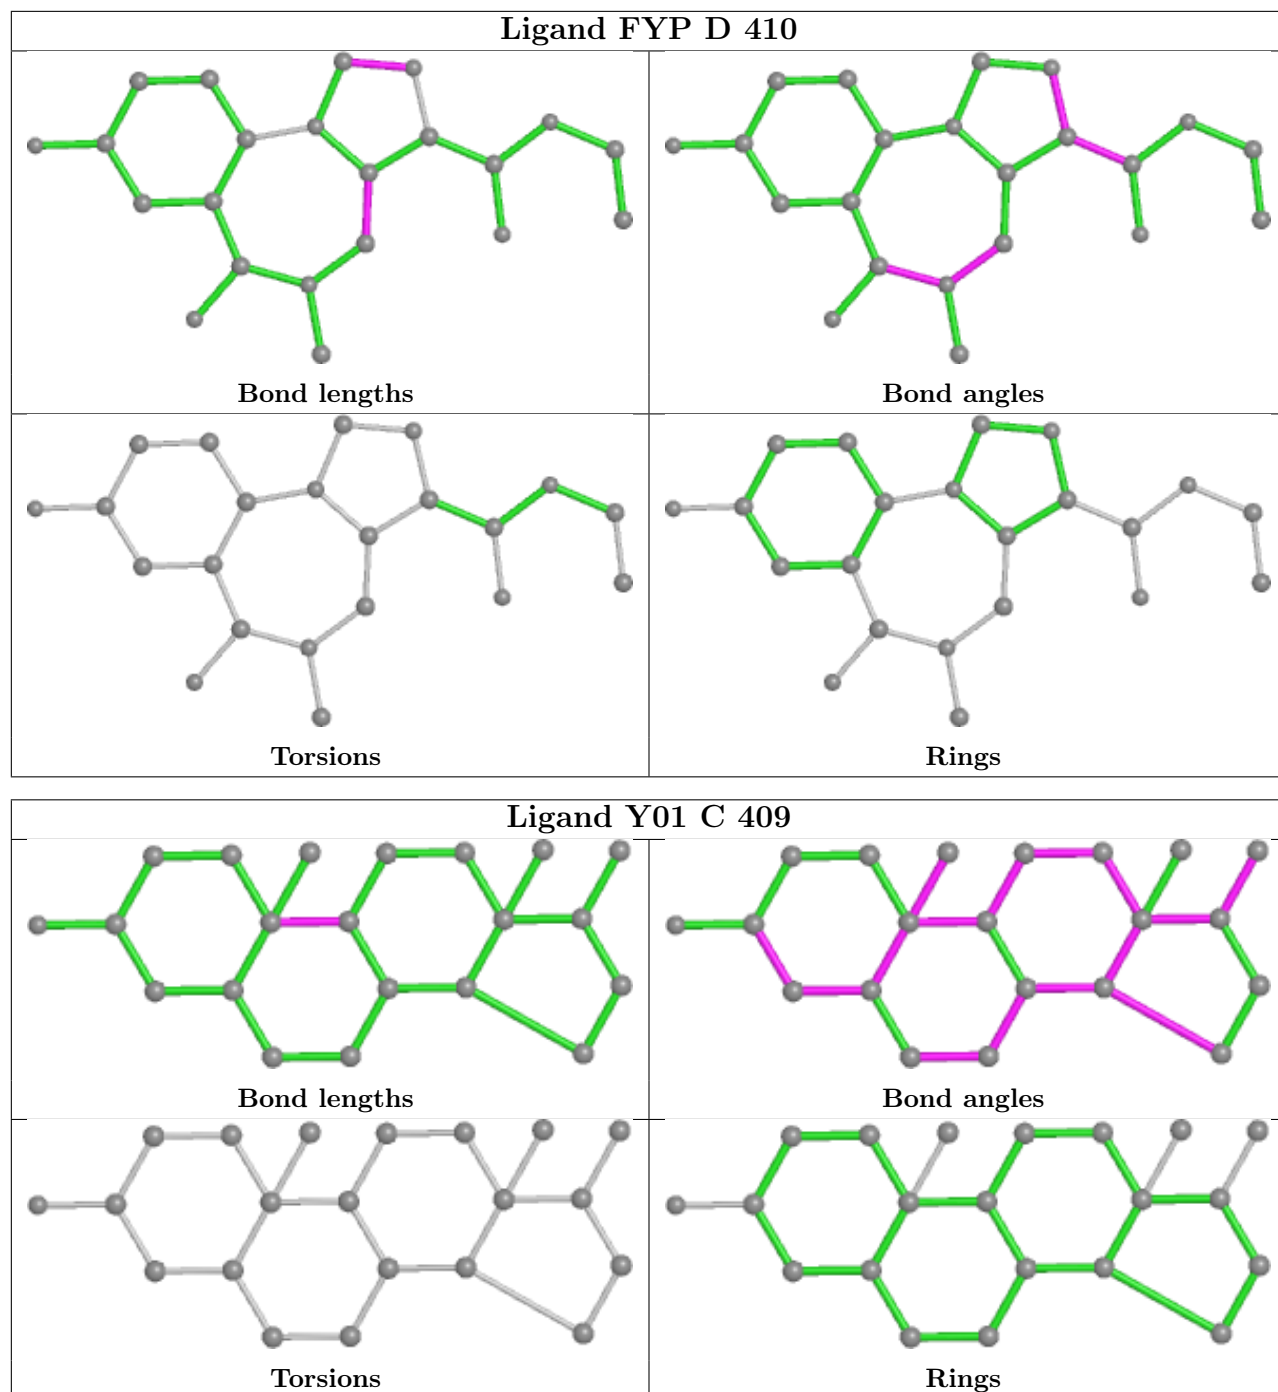 Ligand FYP D 410
Bond lengths
Bond angles
Torsions
Rings
Ligand Y01 C 409
Bond lengths
Bond angles
Torsions
Rings